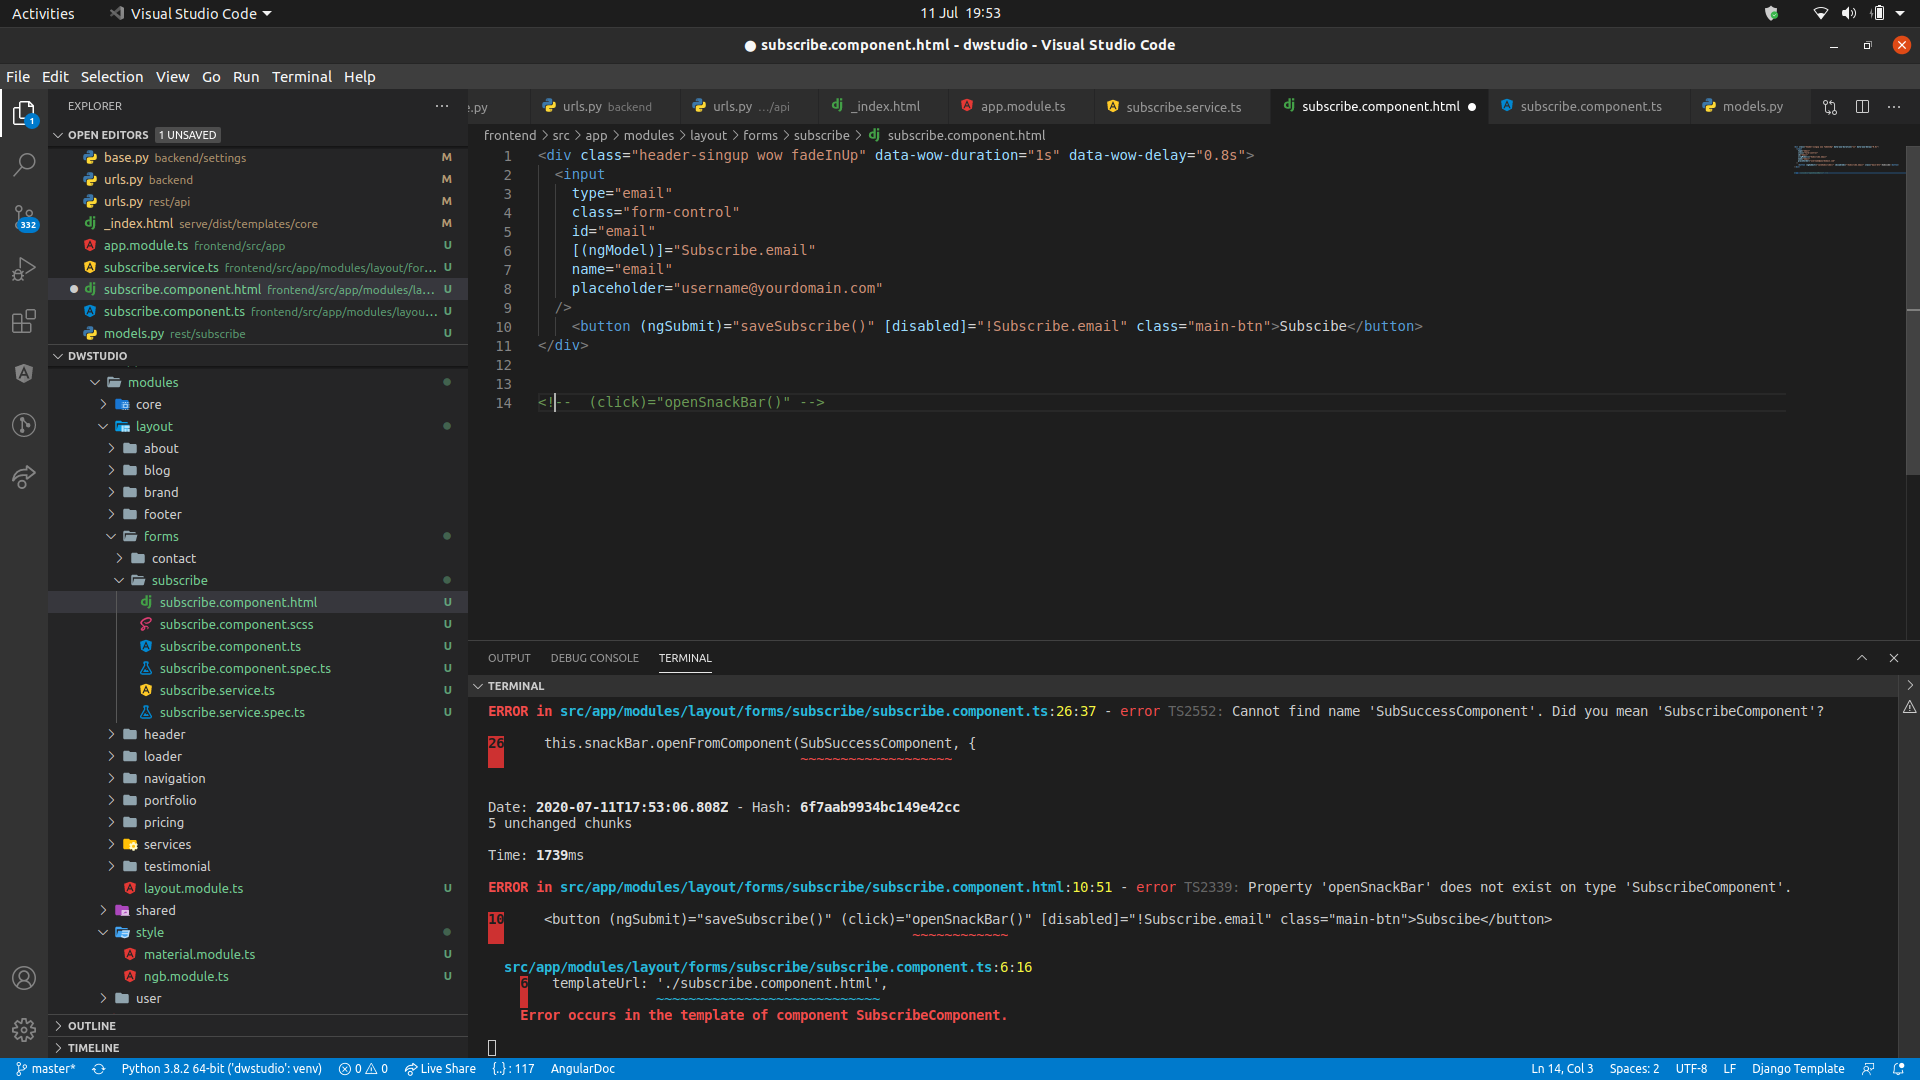 Activities
Visual Studio Code
11 Jul 19:53
subscribe.component.html - dwstudio - Visual Studio Code
File Edit Selection View Go Run Terminal Help
1
332
EXPLORER
OPEN EDITORS 1 UNSAVED
base.py backend/settings M
urls.py backend M
urls.py rest/api M
_index.html serve/dist/templates/core M
app.module.ts frontend/src/app U
subscribe.service.ts frontend/src/app/modules/layout/for... U
subscribe.component.html frontend/src/app/modules/la... U
subscribe.component.ts frontend/src/app/modules/layou... U
models.py rest/subscribe U
DWSTUDIO
modules
core
layout
about
blog
brand
footer
forms
contact
subscribe
subscribe.component.html U
subscribe.component.scss U
subscribe.component.ts U
subscribe.component.spec.ts U
subscribe.service.ts U
subscribe.service.spec.ts U
header
loader
navigation
portfolio
pricing
services
testimonial
layout.module.ts U
shared
style
material.module.ts U
ngb.module.ts U
user
OUTLINE
TIMELINE
e.py urls.py backend urls.py .../api _index.html app.module.ts subscribe.service.ts subscribe.component.html subscribe.component.ts models.py
frontend > src > app > modules > layout > forms > subscribe > subscribe.component.html
1 <div class="header-singup wow fadeInUp" data-wow-duration="1s" data-wow-delay="0.8s">
2 <input
3 type="email"
4 class="form-control"
5 id="email"
6 [(ngModel)]="Subscribe.email"
7 name="email"
8 placeholder="username@yourdomain.com"
9 />
10 <button (ngSubmit)="saveSubscribe()" [disabled]="!Subscribe.email" class="main-btn">Subscibe</button>
11 </div>
12
13
14 <!-- (click)="openSnackBar()" -->
OUTPUT DEBUG CONSOLE TERMINAL
TERMINAL
ERROR in src/app/modules/layout/forms/subscribe/subscribe.component.ts:26:37 - error TS2552: Cannot find name 'SubSuccessComponent'. Did you mean 'SubscribeComponent'?
26 this.snackBar.openFromComponent(SubSuccessComponent, {
~~~~~~~~~~~~~~~~~~~
Date: 2020-07-11T17:53:06.808Z - Hash: 6f7aab9934bc149e42cc
5 unchanged chunks
Time: 1739ms
ERROR in src/app/modules/layout/forms/subscribe/subscribe.component.html:10:51 - error TS2339: Property 'openSnackBar' does not exist on type 'SubscribeComponent'.
10 <button (ngSubmit)="saveSubscribe()" (click)="openSnackBar()" [disabled]="!Subscribe.email" class="main-btn">Subscibe</button>
~~~~~~~~~~~~
src/app/modules/layout/forms/subscribe/subscribe.component.ts:6:16
6 templateUrl: './subscribe.component.html',
~~~~~~~~~~~~~~~~~~~~~~~~~~~~
Error occurs in the template of component SubscribeComponent.
master* Python 3.8.2 64-bit ('dwstudio': venv) 0 0 Live Share {..} : 117 AngularDoc Ln 14, Col 3 Spaces: 2 UTF-8 LF Django Template